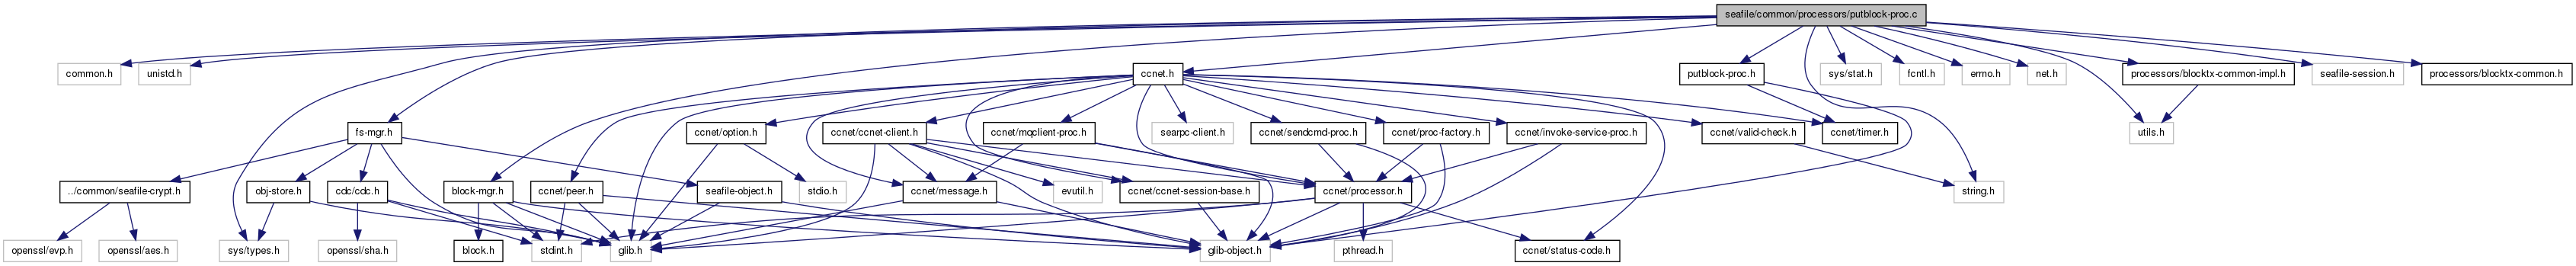 seafile/common/processors/putblock-proc.c
common.h
unistd.h
ccnet.h
putblock-proc.h
sys/stat.h
fcntl.h
errno.h
net.h
processors/blocktx-common-impl.h
seafile-session.h
processors/blocktx-common.h
fs-mgr.h
ccnet/option.h
ccnet/ccnet-client.h
ccnet/mqclient-proc.h
searpc-client.h
ccnet/sendcmd-proc.h
ccnet/proc-factory.h
ccnet/invoke-service-proc.h
ccnet/valid-check.h
ccnet/timer.h
utils.h
../common/seafile-crypt.h
obj-store.h
cdc/cdc.h
block-mgr.h
ccnet/peer.h
seafile-object.h
stdio.h
ccnet/message.h
evutil.h
ccnet/ccnet-session-base.h
ccnet/processor.h
string.h
openssl/evp.h
openssl/aes.h
sys/types.h
openssl/sha.h
block.h
stdint.h
glib.h
glib-object.h
pthread.h
ccnet/status-code.h